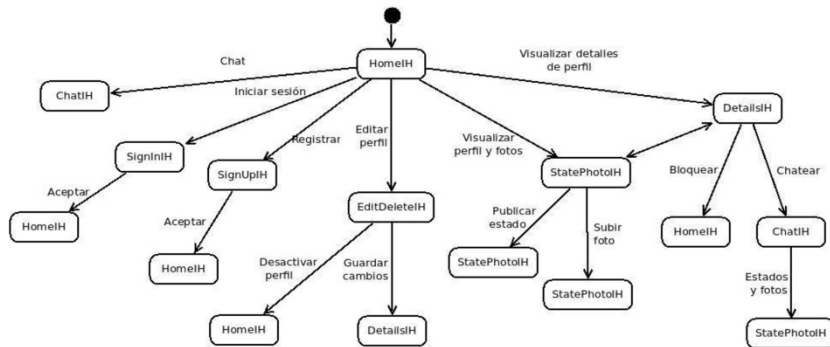 HomeIH
Chat
Visualizar detalles
de perfil
ChatIH
Iniciar sesión
DetailsIH
Registrar
Editar
perfil
Visualizar
perfil y fotos
SignInIH
SignUpIH
StatePhotoIH
Bloquear
Chatear
Aceptar
HomeIH
Aceptar
EditDeleteIH
Publicar
estado
Subir
foto
HomeIH
ChatIH
HomeIH
Desactivar
perfil
Guardar
cambios
StatePhotoIH
StatePhotoIH
Estados
y fotos
HomeIH
DetailsIH
StatePhotoIH